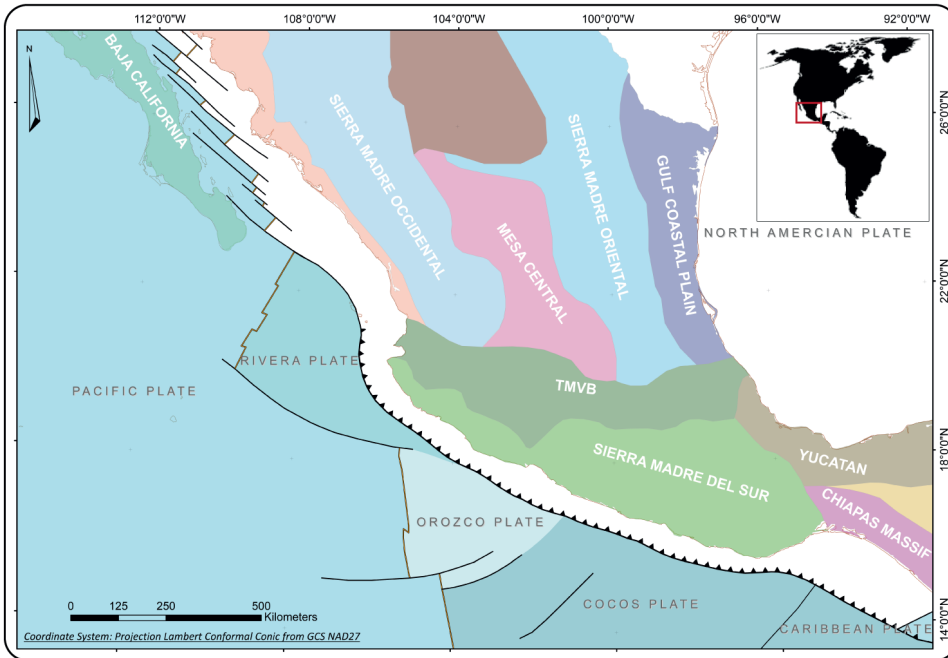 112°0'0"W 108°0'0"W 104°0'0"W 100°0'0"W 96°0'0"W 92°0'0"W
N
BAJA CALIFORNIA
SIERRA MADRE OCCIDENTAL
SIERRA MADRE ORIENTAL
GULF COASTAL PLAIN
MESA CENTRAL
26°0'0"N
NORTH AMERCIAN PLATE
22°0'0"N
RIVERA PLATE
PACIFIC PLATE
TMVB
SIERRA MADRE DEL SUR
YUCATAN
18°0'0"N
CHIAPAS MASSIF
OROZCO PLATE
COCOS PLATE
CARIBBEAN PLATE
14°0'0"N
0 125 250 500
Kilometers
Coordinate System: Projection Lambert Conformal Conic from GCS NAD27